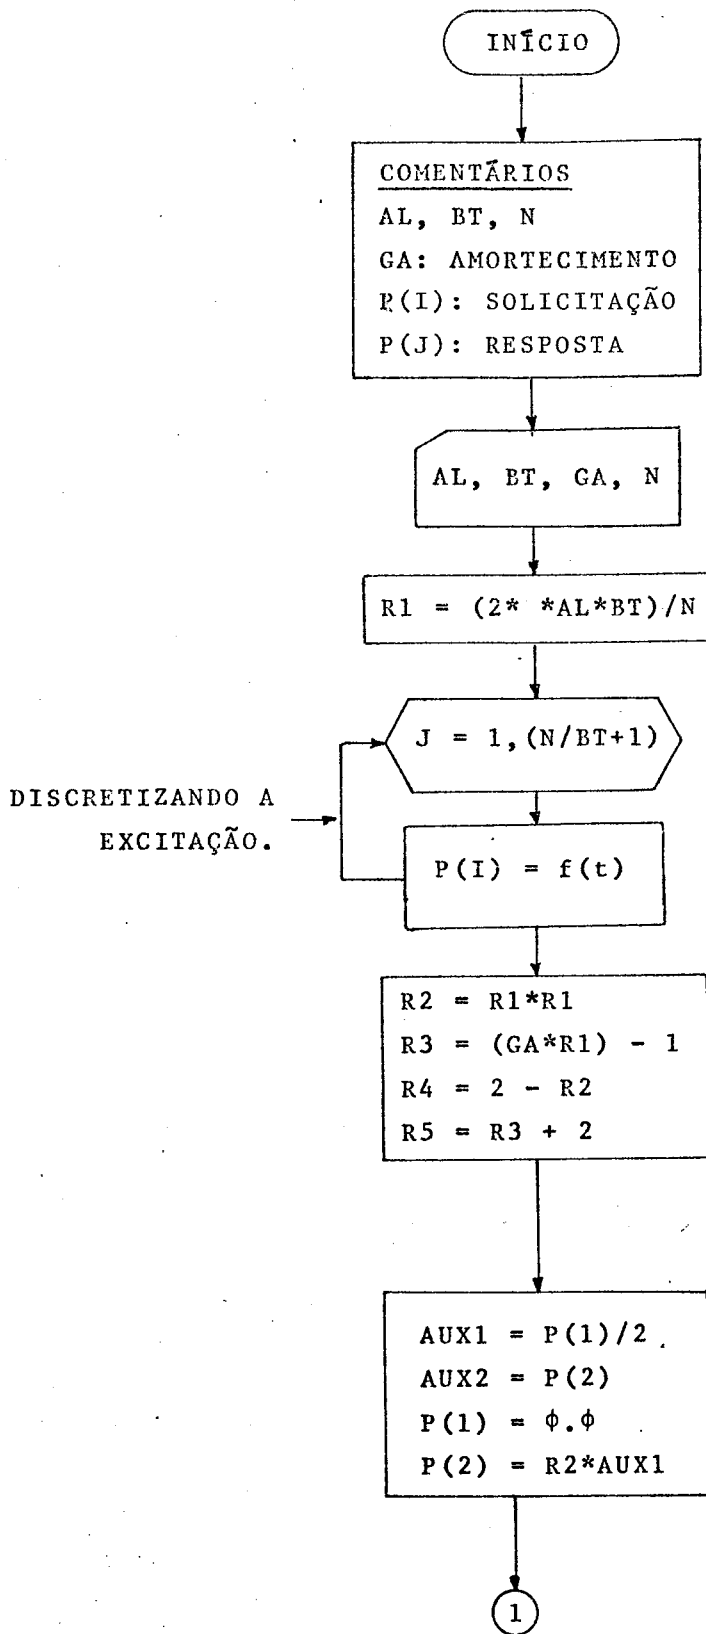 INÍCIO
COMENTÁRIOS
AL, BT, N
GA: AMORTECIMENTO
P(I): SOLICITAÇÃO
P(J): RESPOSTA
AL, BT, GA, N
R1 = (2* *AL*BT)/N
J = 1,(N/BT+1)
DISCRETIZANDO A
EXCITAÇÃO.
P(I) = f(t)
R2 = R1*R1
R3 = (GA*R1) - 1
R4 = 2 - R2
R5 = R3 + 2
AUX1 = P(1)/2
AUX2 = P(2)
P(1) = ϕ.ϕ
P(2) = R2*AUX1
1